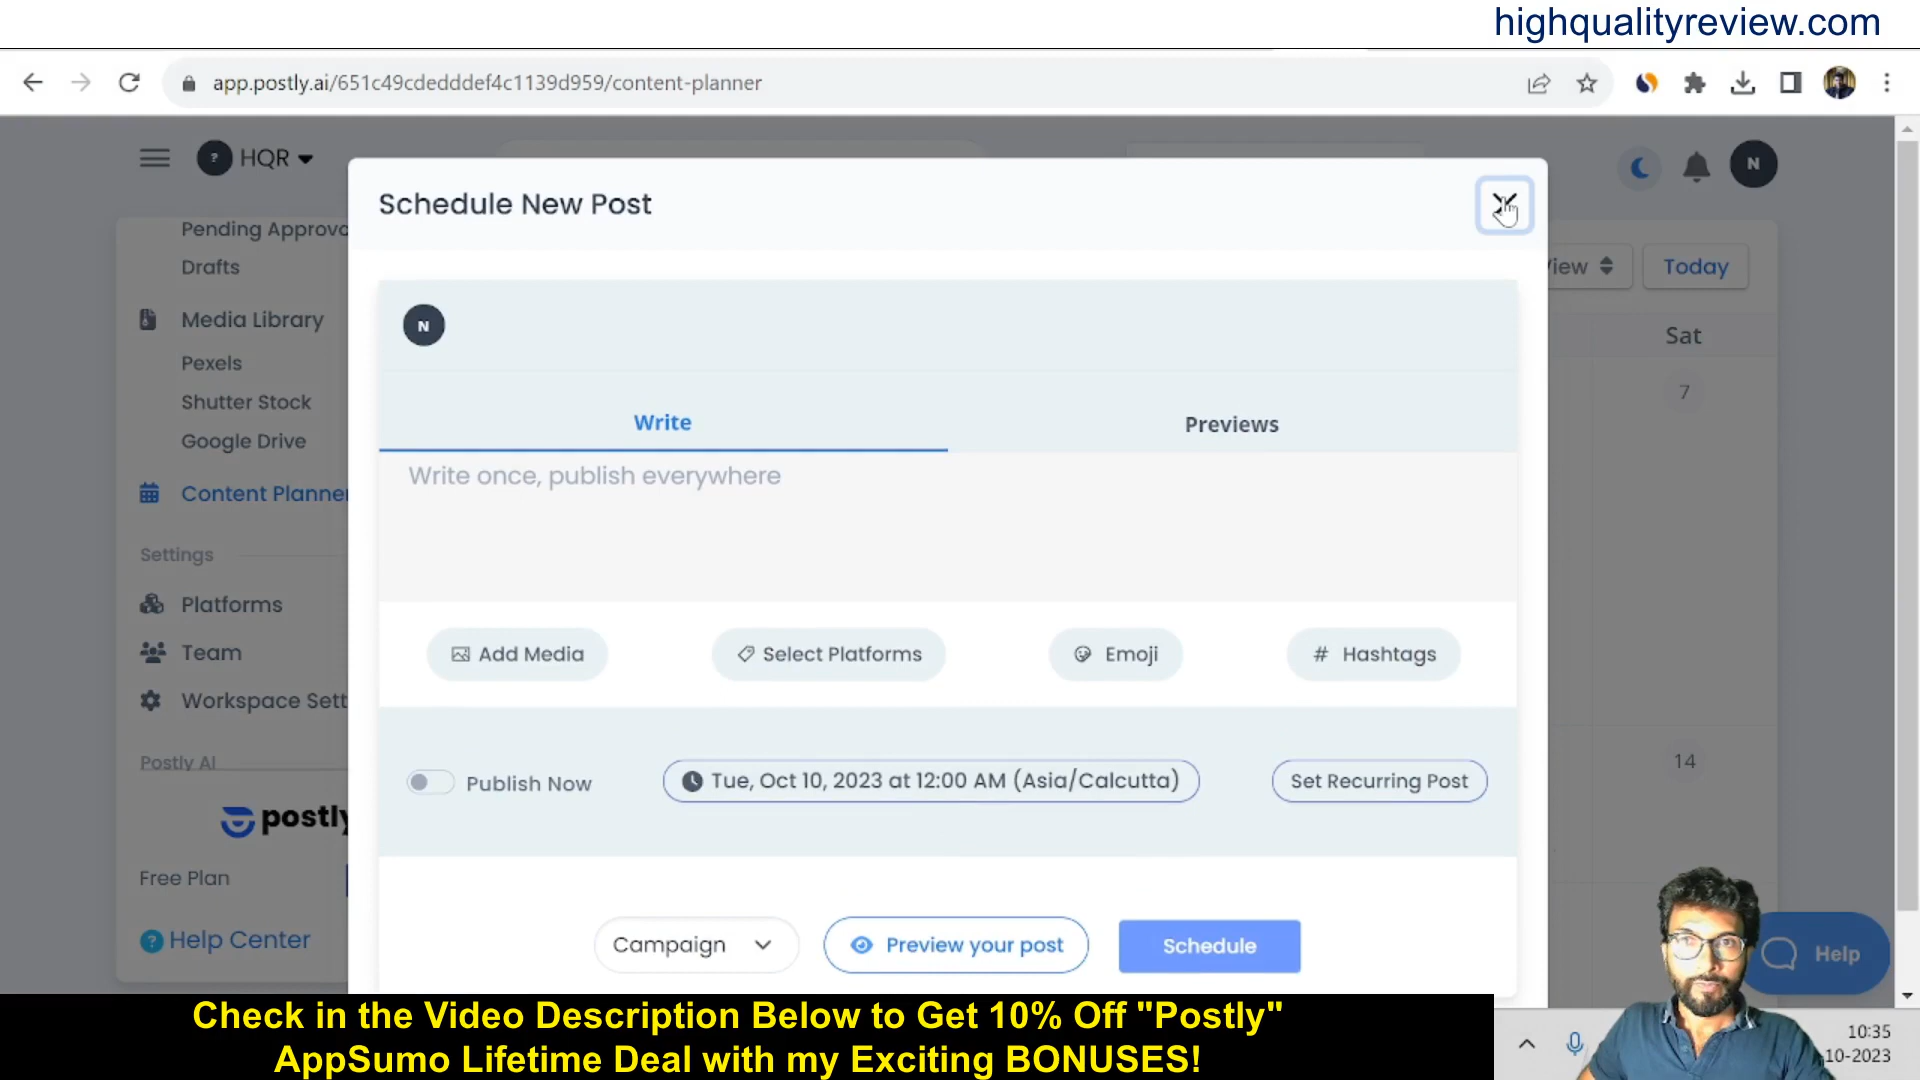 highqualityreview.com
app.postly.ai/651c49cdedddef4c1139d959/content-planner
? HQR
N
Schedule New Post
Pending Approva
Drafts
Media Library
Pexels
Shutter Stock
Google Drive
Content Planner
Settings
Platforms
Team
Workspace Sett
Postly AI
postly
Free Plan
? Help Center
View
Today
Sat
7
14
N
Write
Previews
Write once, publish everywhere
Add Media
Select Platforms
Emoji
# Hashtags
Publish Now
Tue, Oct 10, 2023 at 12:00 AM (Asia/Calcutta)
Set Recurring Post
Campaign
Preview your post
Schedule
Help
Check in the Video Description Below to Get 10% Off "Postly"
AppSumo Lifetime Deal with my Exciting BONUSES!
10:35
-10-2023